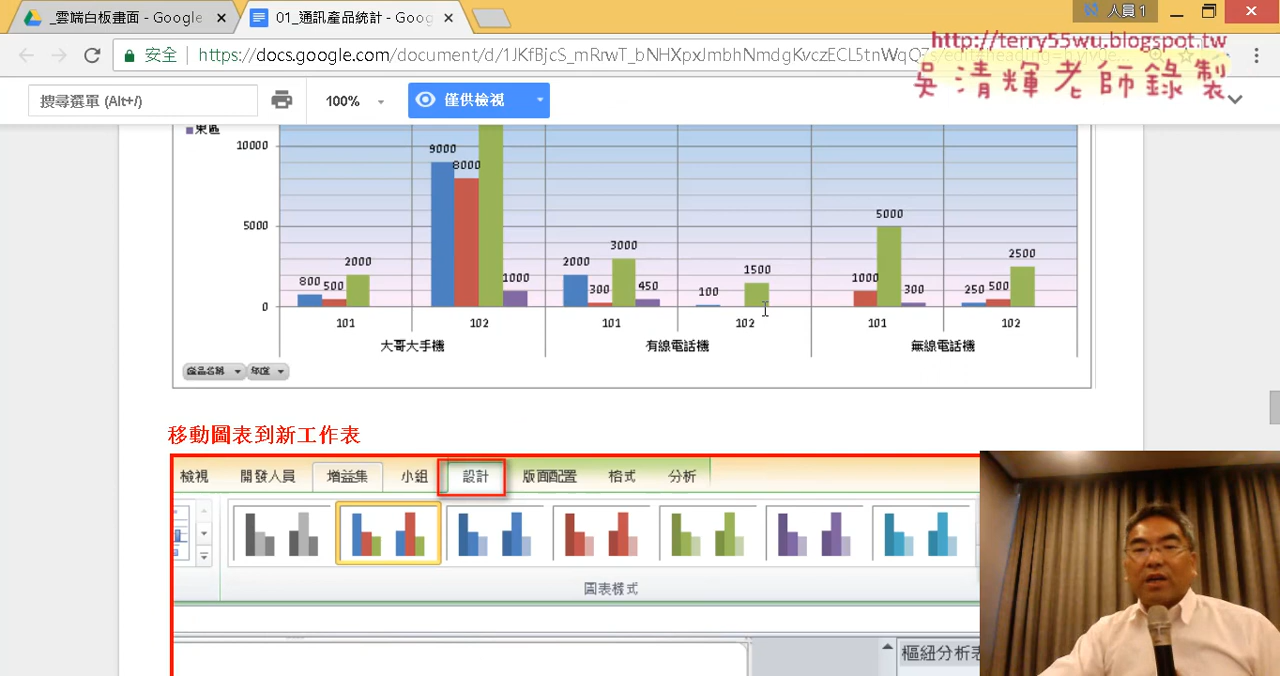 _雲端白板畫面 - Google
01_通訊產品統計 - Goog
人員 1
安全
https://docs.google.com/document/d/1JKfBjcS_mRrwT_bNHXpxJmbhNmdgKvczECL5tnWqQ
http://terry55wu.blogspot.tw
吳清輝老師錄製
搜尋選單 (Alt+/)
100%
僅供檢視
東區
10000
5000
0
800 500 2000
9000 8000 1000
2000 300 3000 450
100 1500
1000 5000 300
250 500 2500
101 102 101 102 101 102
大哥大手機 有線電話機 無線電話機
產品名稱 年度
移動圖表到新工作表
檢視 開發人員 增益集 小組 設計 版面配置 格式 分析
圖表樣式
樞紐分析表